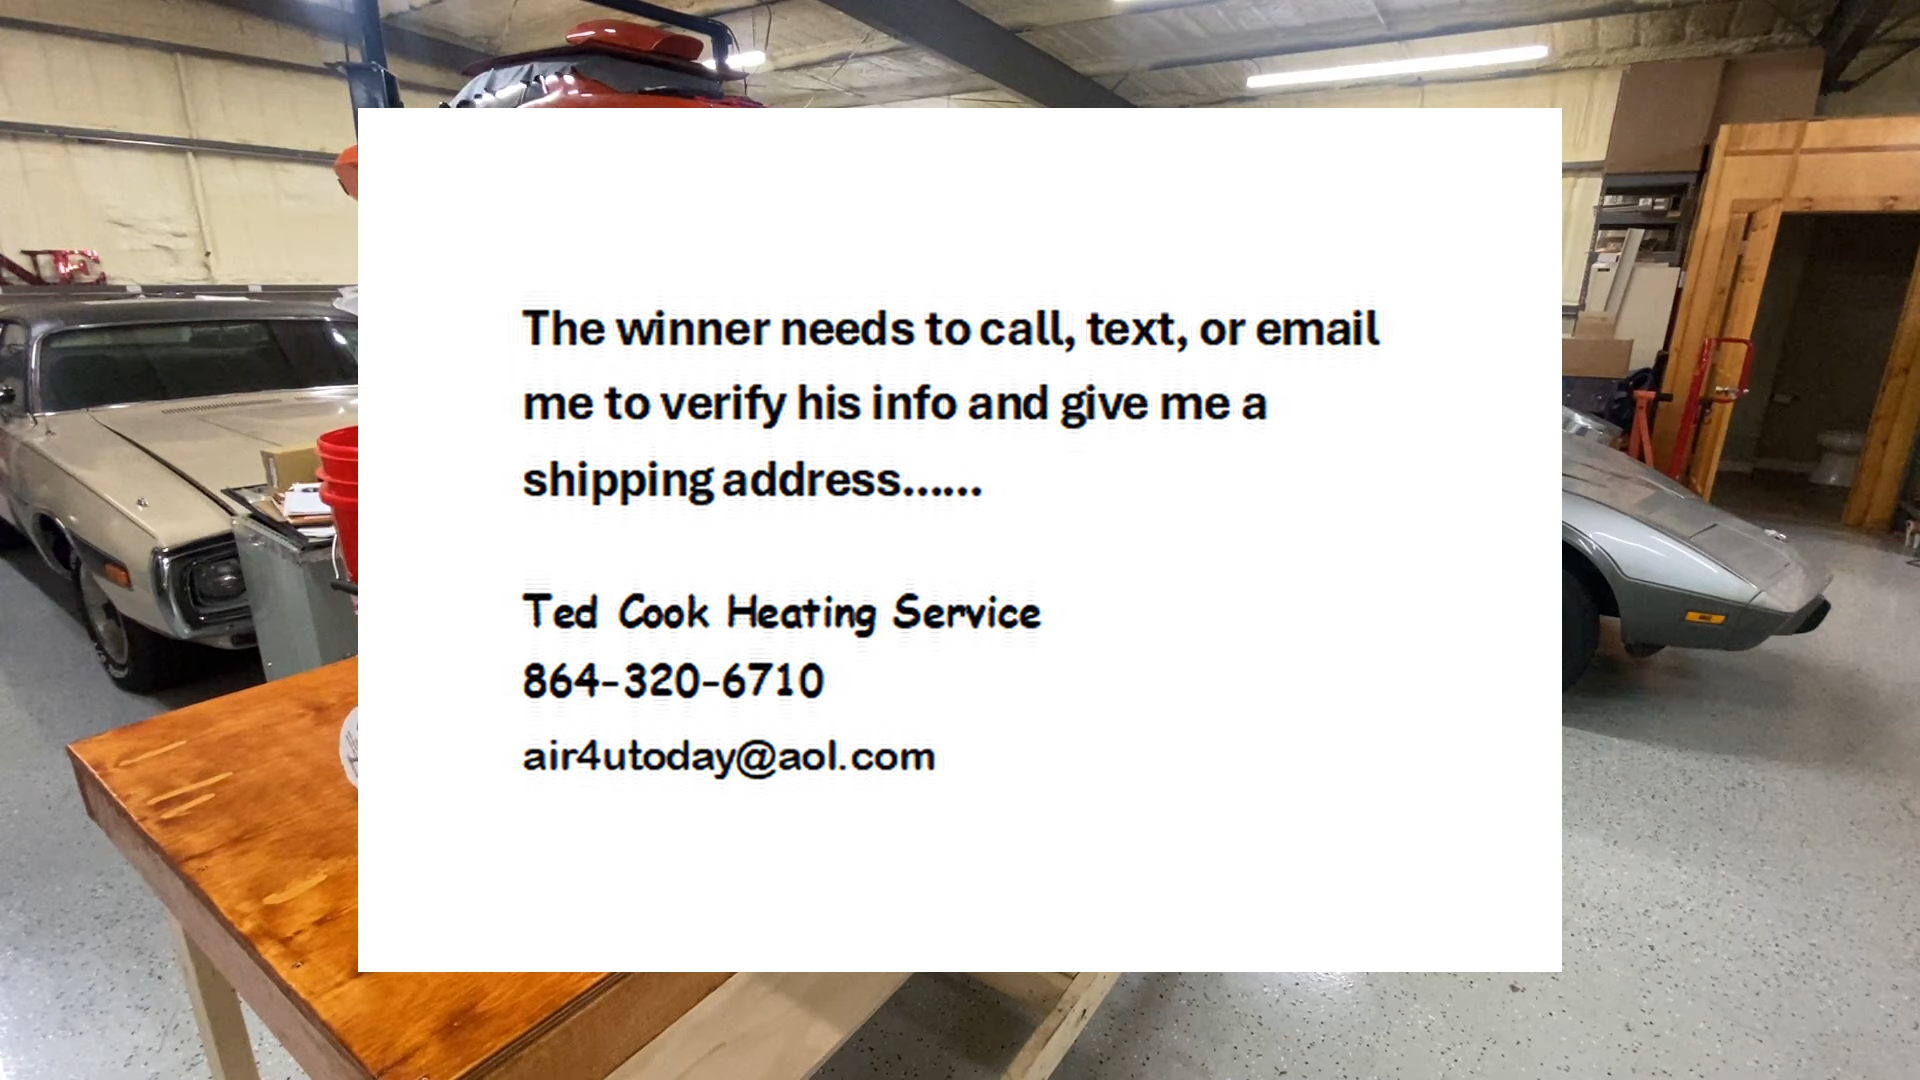 The winner needs to call, text, or email
me to verify his info and give me a
shipping address......
Ted Cook Heating Service
864-320-6710
air4utoday@aol.com